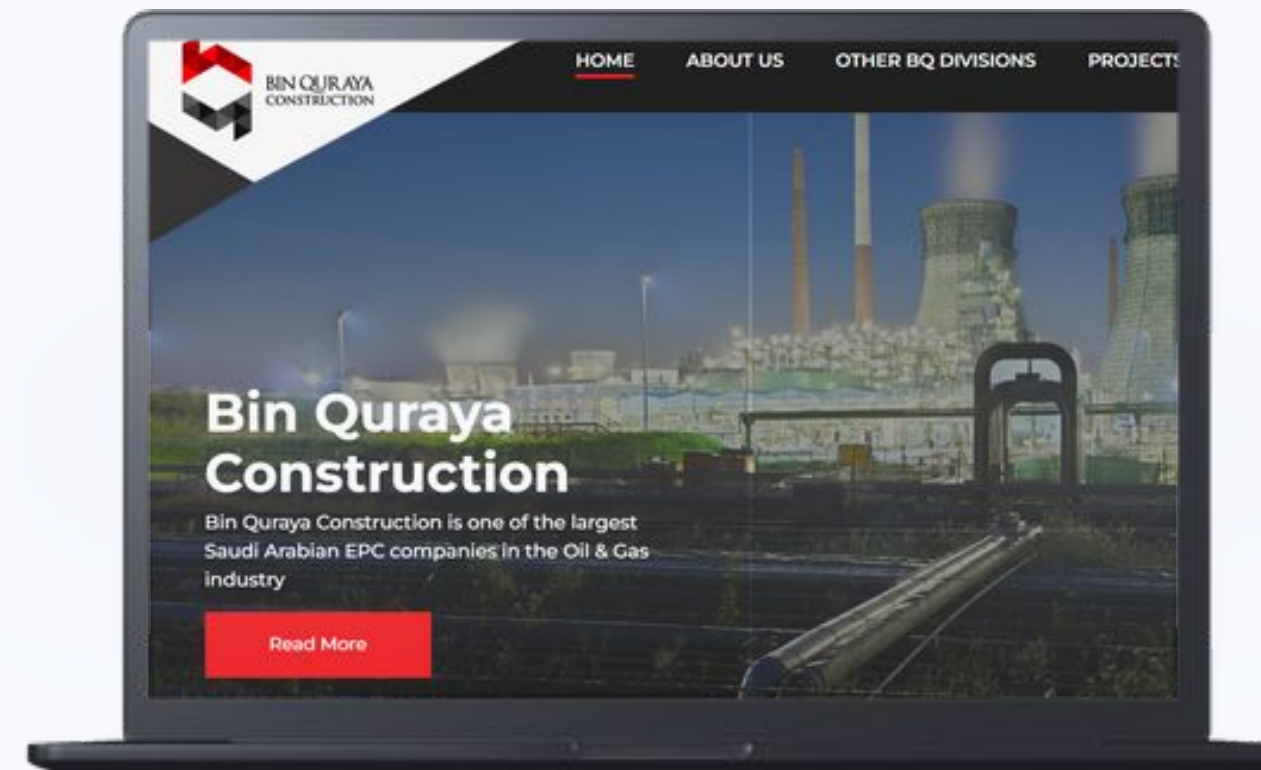 BIN QURAYA
CONSTRUCTION
HOME ABOUT US OTHER BQ DIVISIONS PROJECTS
Bin Quraya
Construction
Bin Quraya Construction is one of the largest
Saudi Arabian EPC companies in the Oil & Gas
industry
Read More